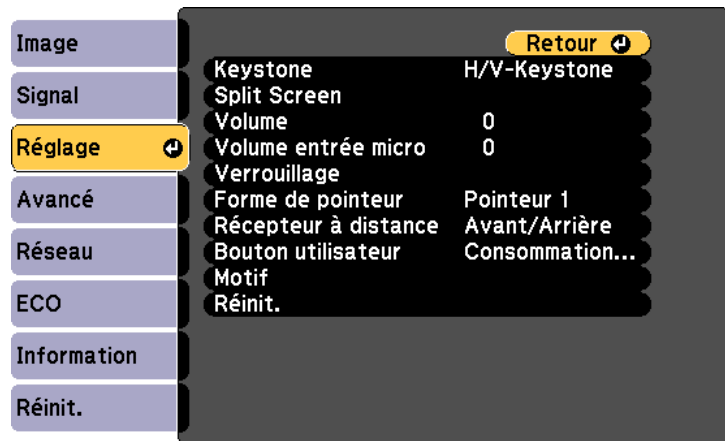 Image
Signal
Réglage
Avancé
Réseau
ECO
Information
Réinit.
Retour
Keystone H/V-Keystone
Split Screen
Volume 0
Volume entrée micro 0
Verrouillage
Forme de pointeur Pointeur 1
Récepteur à distance Avant/Arrière
Bouton utilisateur Consommation...
Motif
Réinit.